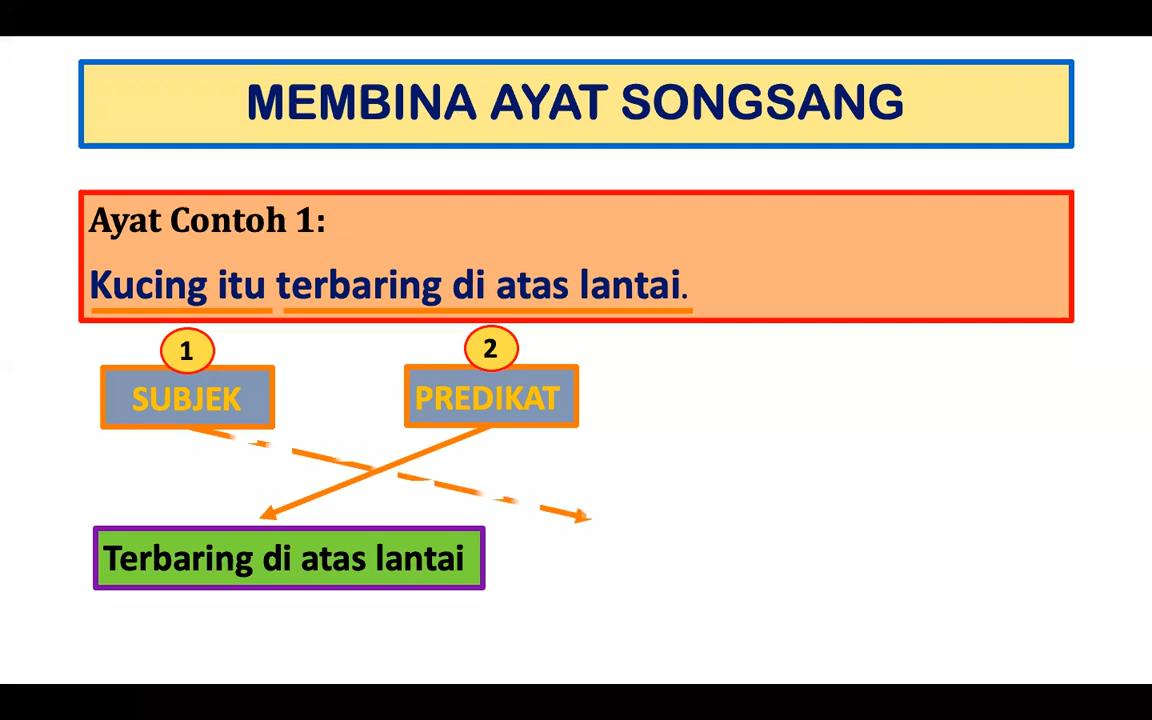 MEMBINA AYAT SONGSANG
Ayat Contoh 1:
Kucing itu terbaring di atas lantai.
1
2
SUBJEK
PREDIKAT
Terbaring di atas lantai